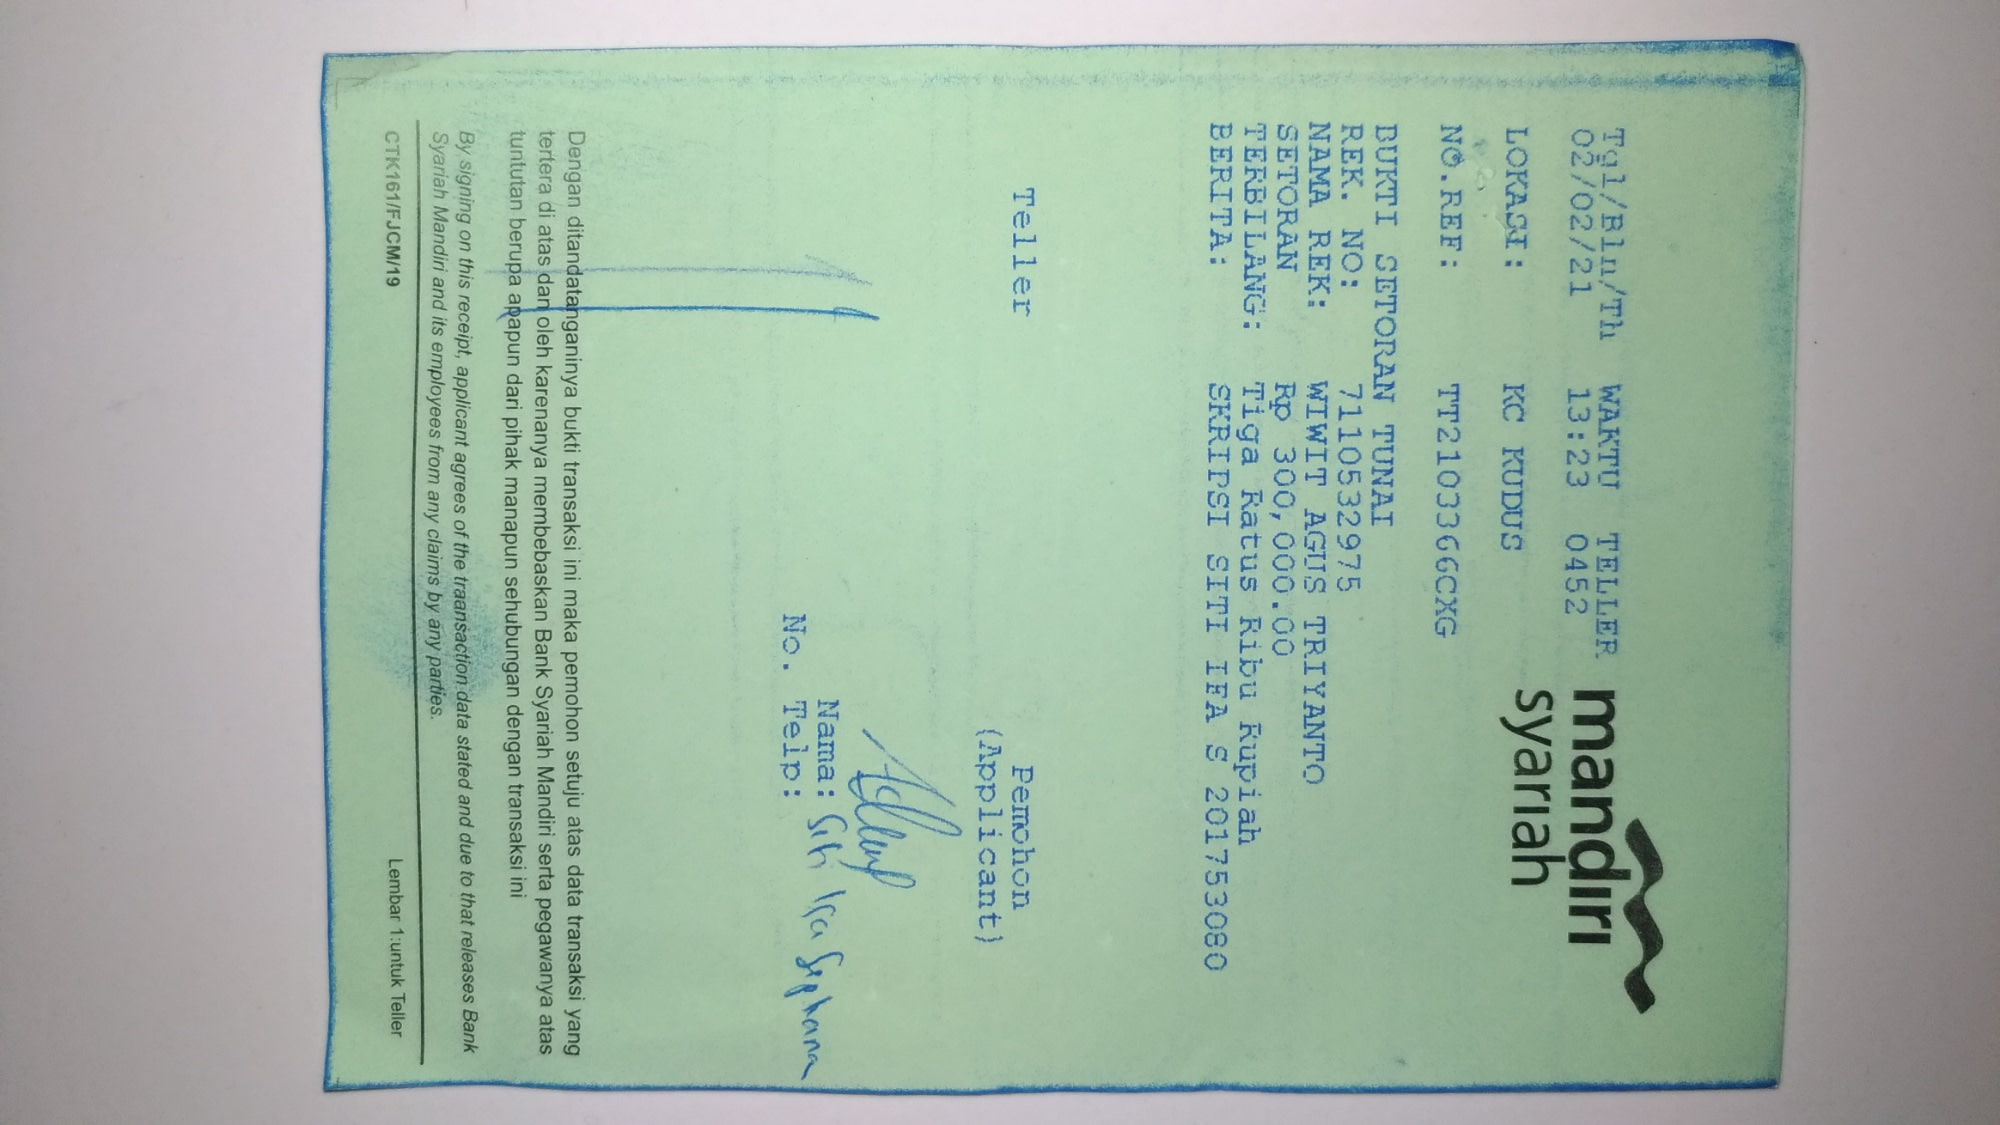 mandırı
syarıah
Tgl/Bln/Th WAKTU TELLER
02/02/21 13:23 0452
LOKASI: KC KUDUS
NO.REF: TT2103366CXG
BUKTI SETORAN TUNAI
REK. NO: 7110532975
NAMA REK: WIWIT AGUS TRIYANTO
SETORAN Rp 300,000.00
TERBILANG: Tiga Ratus Ribu Rupiah
BERITA: SKRIPSI SITI IFA S 201753080
Teller Pemohon
(Applicant)
Nama: Siti
No. Telp:
Dengan ditandatanganinya bukti transaksi ini maka pemohon setuju atas data transaksi yang
tertera di atas dan oleh karenanya membebaskan Bank Syariah Mandiri serta pegawanya atas
tuntutan berupa apapun dari pihak manapun sehubungan dengan transaksi ini
By signing on this receipt, applicant agrees of the traansaction data stated and due to that releases Bank
Syariah Mandiri and its employees from any claims by any parties.
CTK161/FJCM/19 Lembar 1:untuk Teller